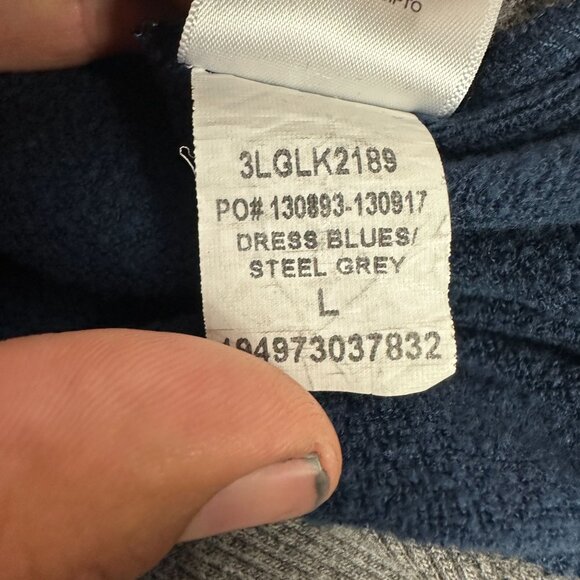 3LGLK2189
PO# 130893-130917
DRESS BLUES/
STEEL GREY
L
194973037832